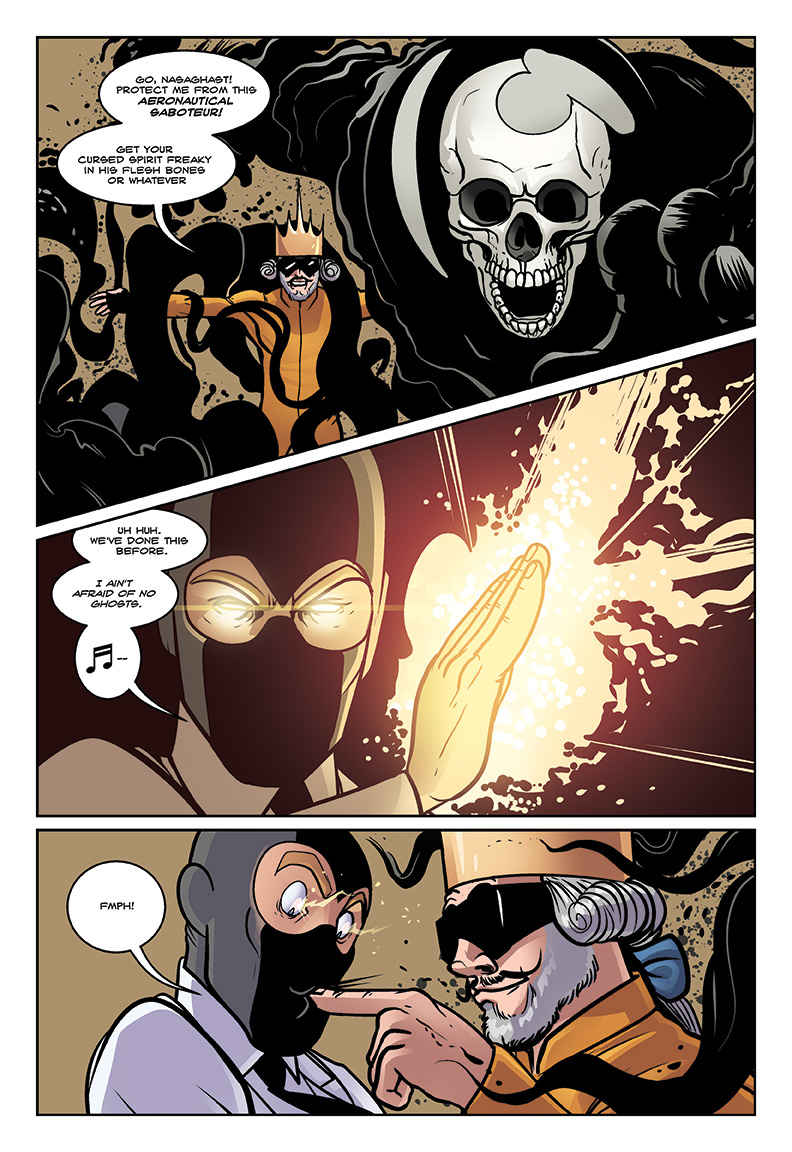 GO, NASAGHAST!
PROTECT ME FROM THIS
AERONAUTICAL
SABOTEUR!
GET YOUR
CURSED SPIRIT FREAKY
IN HIS FLESH BONES
OR WHATEVER
UH HUH.
WE'VE DONE THIS
BEFORE.
I AIN'T
AFRAID OF NO
GHOSTS.
♫--
FMPH!